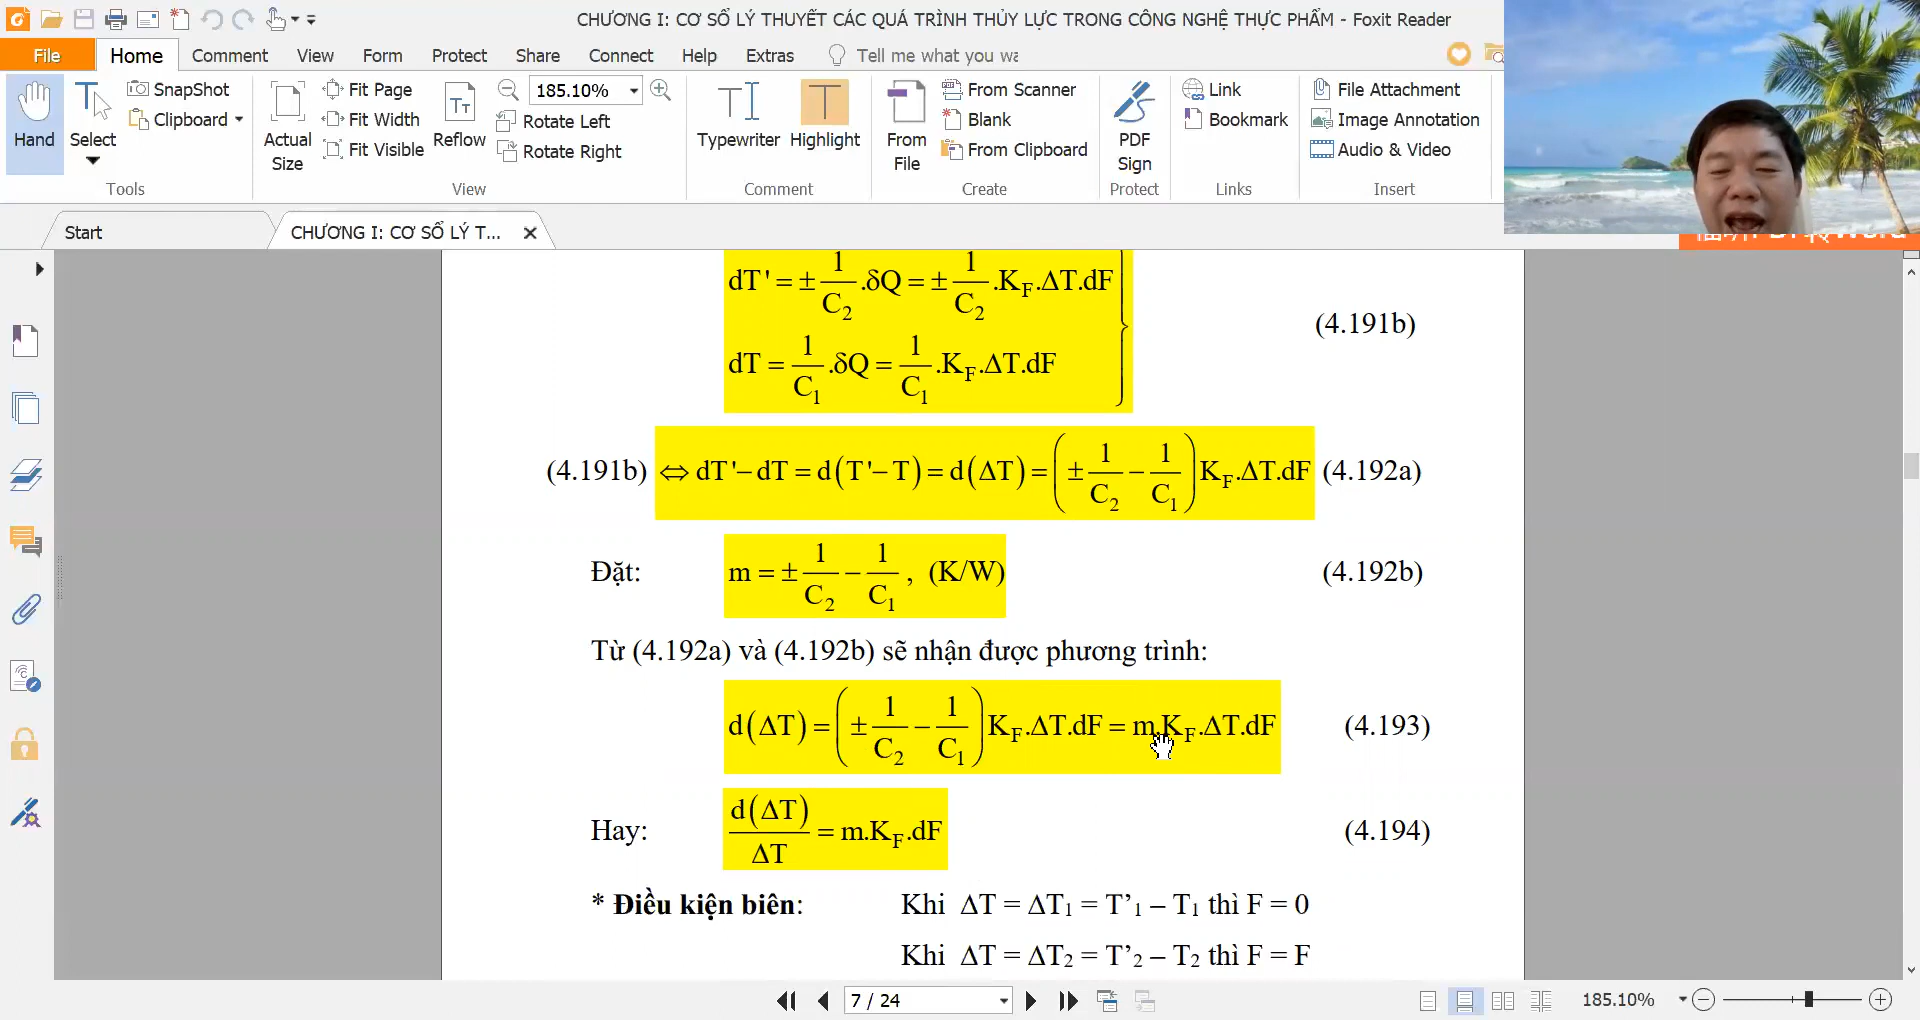 CHƯƠNG I: CƠ SỔ LÝ THUYẾT CÁC QUÁ TRÌNH THỦY LỰC TRONG CÔNG NGHỆ THỰC PHẨM - Foxit Reader
File Home Comment View Form Protect Share Connect Help Extras Tell me what you wa
Hand Select SnapShot Clipboard
Tools
Actual Size Fit Page Fit Width Fit Visible Reflow 185.10% Rotate Left Rotate Right
View
Typewriter Highlight
Comment
From File From Scanner Blank From Clipboard
Create
PDF Sign
Protect
Link Bookmark
Links
File Attachment Image Annotation Audio & Video
Insert
Start CHƯƠNG I: CƠ SỔ LÝ T...
dT' = ± 1/C₂ .δQ = ± 1/C₂ .K_F.ΔT.dF
(4.191b)
dT = 1/C₁ .δQ = 1/C₁ .K_F.ΔT.dF
(4.191b) ⇔ dT'− dT = d(T'− T) = d(ΔT) = (± 1/C₂ − 1/C₁) K_F.ΔT.dF (4.192a)
Đặt: m = ± 1/C₂ − 1/C₁ , (K/W) (4.192b)
Từ (4.192a) và (4.192b) sẽ nhận được phương trình:
d(ΔT) = (± 1/C₂ − 1/C₁) K_F.ΔT.dF = m.K_F.ΔT.dF (4.193)
Hay: d(ΔT)/ΔT = m.K_F.dF (4.194)
* Điều kiện biên: Khi ΔT = ΔT₁ = T’₁ – T₁ thì F = 0
Khi ΔT = ΔT₂ = T’₂ – T₂ thì F = F
7 / 24 185.10%